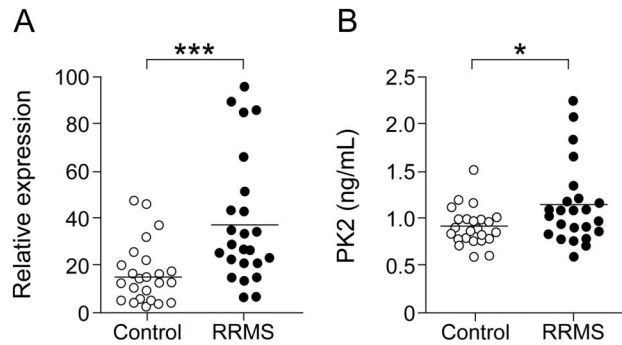 A
***
Relative expression
100
80
60
40
20
0
Control RRMS
B
*
PK2 (ng/mL)
2.5
2.0
1.5
1.0
0.5
0
Control RRMS